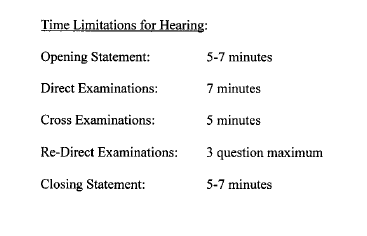 Time Limitations for Hearing:
Opening Statement: 5-7 minutes
Direct Examinations: 7 minutes
Cross Examinations: 5 minutes
Re-Direct Examinations: 3 question maximum
Closing Statement: 5-7 minutes